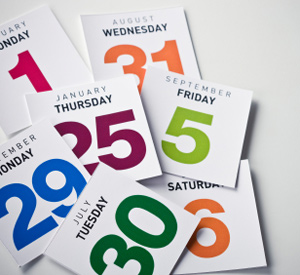 AUGUST
WEDNESDAY
31
1
JANUARY
THURSDAY
25
SEPTEMBER
FRIDAY
5
29
JULY
TUESDAY
30
SATURDAY
6